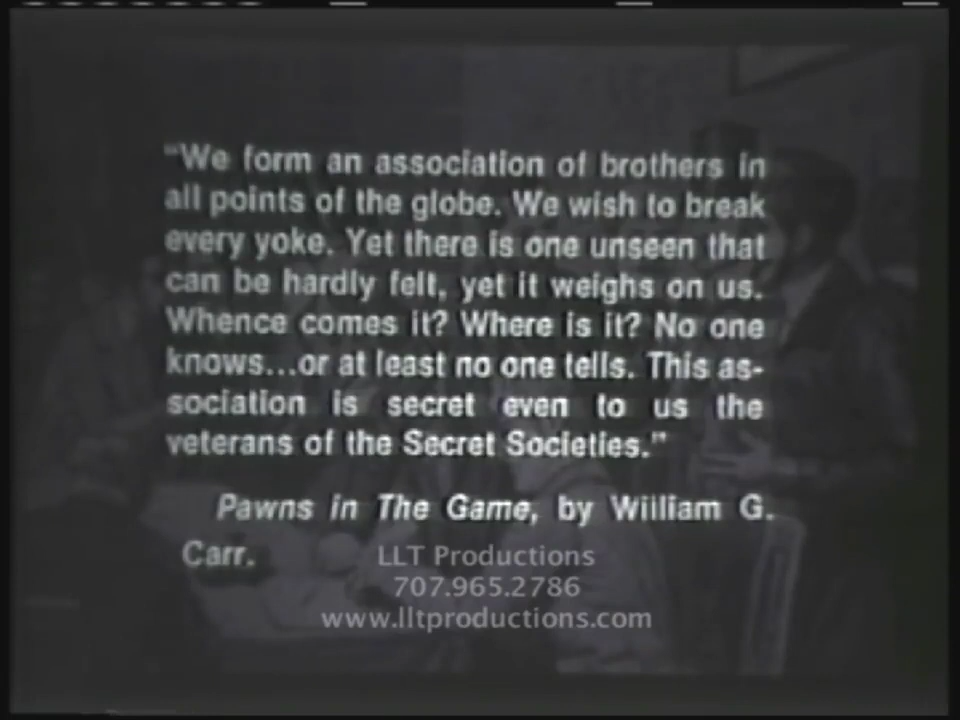 “We form an association of brothers in
all points of the globe. We wish to break
every yoke. Yet there is one unseen that
can be hardly felt, yet it weighs on us.
Whence comes it? Where is it? No one
knows...or at least no one tells. This as-
sociation is secret even to us the
veterans of the Secret Societies.”
Pawns in The Game, by William G.
Carr.
LLT Productions
707.965.2786
www.lltproductions.com